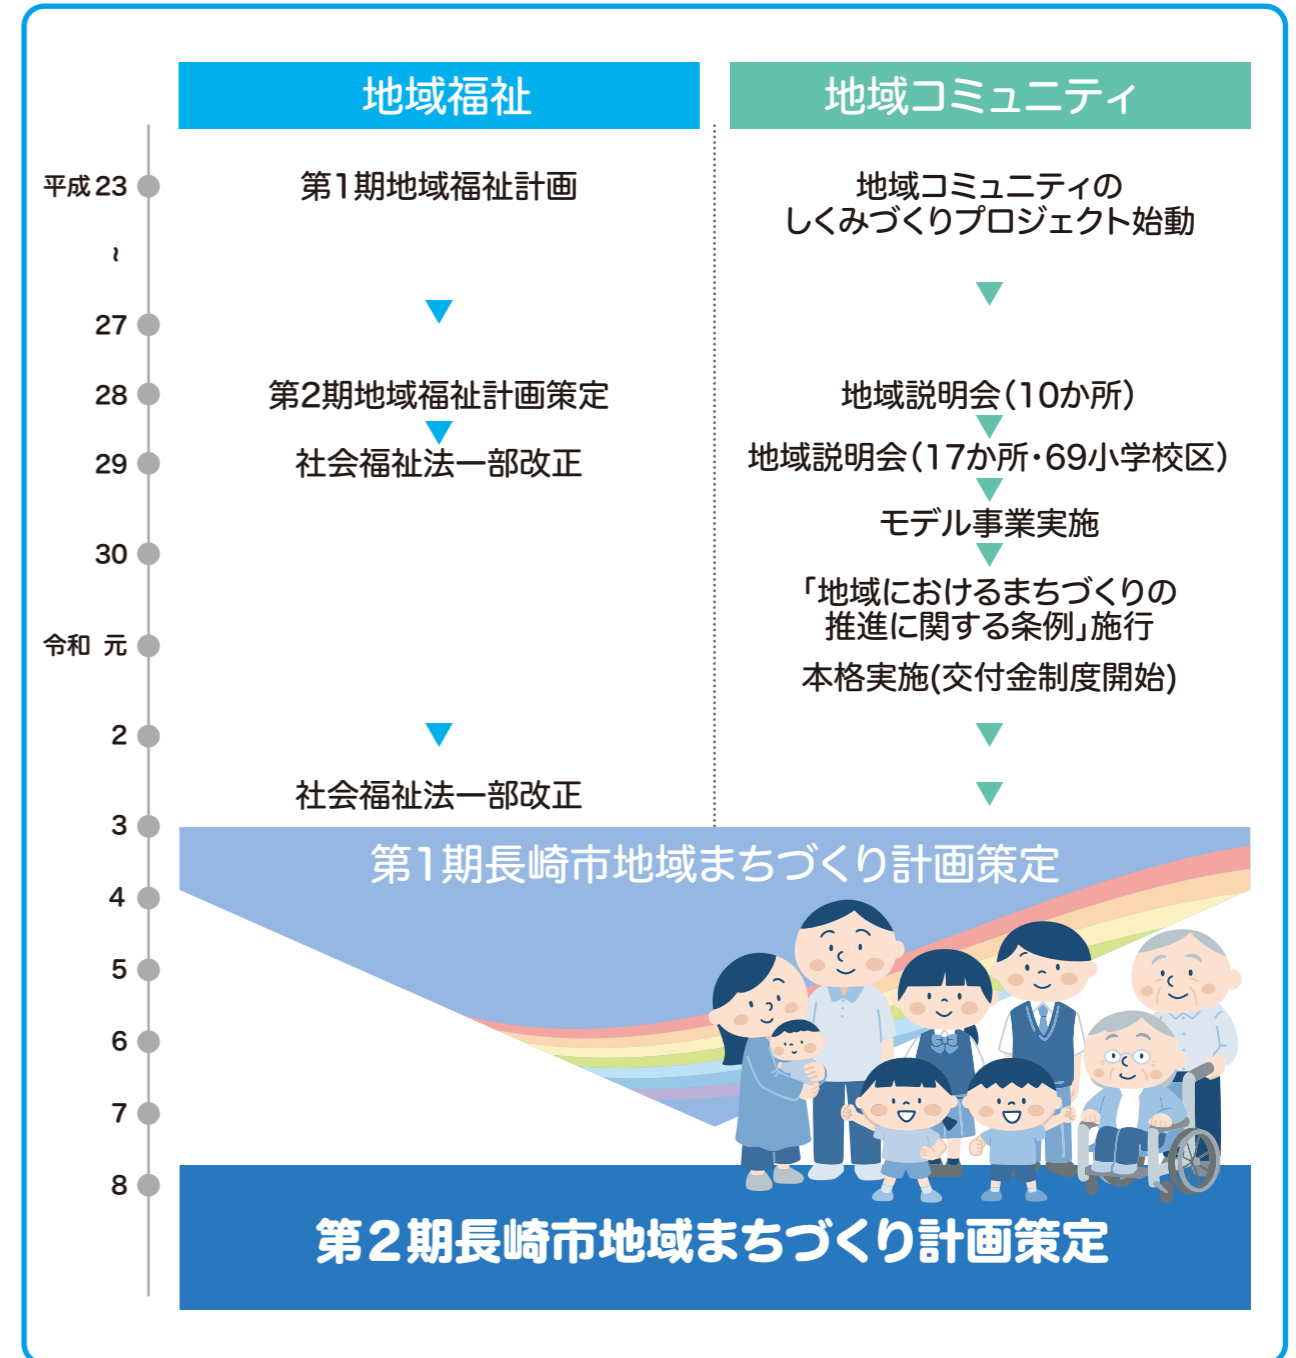 地域福祉
地域コミュニティ
平成23
第1期地域福祉計画
地域コミュニティの
しくみづくりプロジェクト始動
~
27
28
第2期地域福祉計画策定
地域説明会(10か所)
29
社会福祉法一部改正
地域説明会(17か所・69小学校区)
モデル事業実施
30
「地域におけるまちづくりの
推進に関する条例」施行
令和 元
本格実施(交付金制度開始)
2
社会福祉法一部改正
3
第1期長崎市地域まちづくり計画策定
4
5
6
7
8
第2期長崎市地域まちづくり計画策定